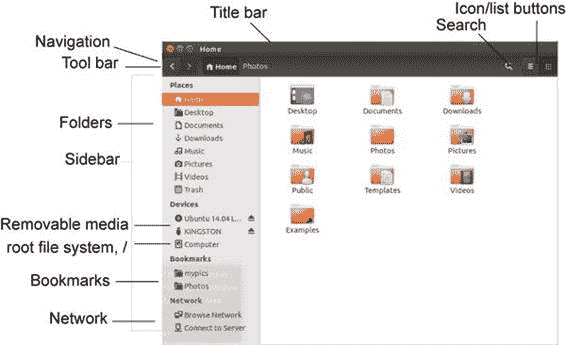 Title bar
Icon/list buttons
Search
Navigation
Tool bar
Home
Home Photos
Folders
Sidebar
Removable media
root file system, /
Bookmarks
Network
Places
Home
Desktop
Documents
Downloads
Music
Pictures
Videos
Trash
Devices
Ubuntu 14.04 L...
KINGSTON
Computer
Bookmarks
mypics
Photos
Network
Browse Network
Connect to Server
Desktop Documents Downloads
Music Photos Pictures
Public Templates Videos
Examples